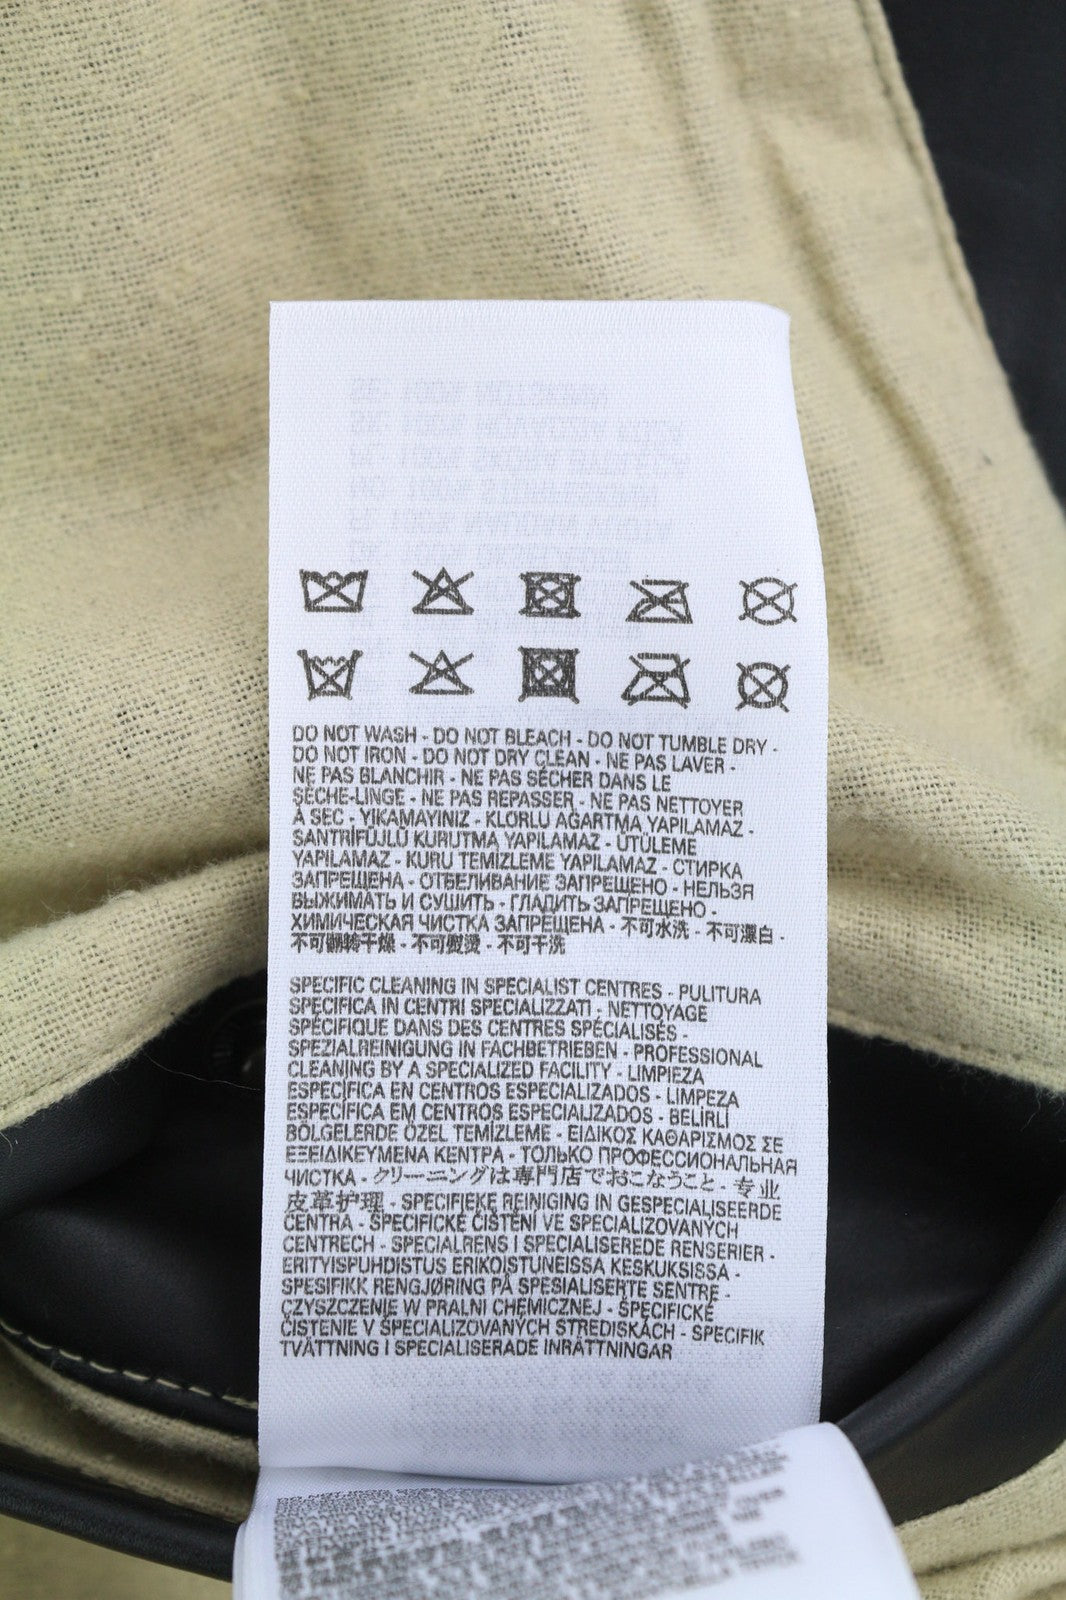 DO NOT WASH - DO NOT BLEACH - DO NOT TUMBLE DRY -
DO NOT IRON - DO NOT DRY CLEAN - NE PAS LAVER -
NE PAS BLANCHIR - NE PAS SÉCHER DANS LE
SÈCHE-LINGE - NE PAS REPASSER - NE PAS NETTOYER
À SEC - YIKAMAYINIZ - KLORLU AĞARTMA YAPILAMAZ -
SANTRİFÜJLÜ KURUTMA YAPILAMAZ - ÜTÜLEME
YAPILAMAZ - KURU TEMİZLEME YAPILAMAZ - СТИРКА
ЗАПРЕЩЕНА - ОТБЕЛИВАНИЕ ЗАПРЕЩЕНО - НЕЛЬЗЯ
ВЫЖИМАТЬ И СУШИТЬ - ГЛАДИТЬ ЗАПРЕЩЕНО -
ХИМИЧЕСКАЯ ЧИСТКА ЗАПРЕЩЕНА - 不可水洗 - 不可漂白 -
不可翻转干燥 - 不可熨烫 - 不可干洗
SPECIFIC CLEANING IN SPECIALIST CENTRES - PULITURA
SPECIFICA IN CENTRI SPECIALIZZATI - NETTOYAGE
SPÉCIFIQUE DANS DES CENTRES SPÉCIALISÉS -
SPEZIALREINIGUNG IN FACHBETRIEBEN - PROFESSIONAL
CLEANING BY A SPECIALIZED FACILITY - LIMPIEZA
ESPECÍFICA EN CENTROS ESPECIALIZADOS - LIMPEZA
ESPECÍFICA EM CENTROS ESPECIALIZADOS - BELİRLİ
BÖLGELERDE ÖZEL TEMİZLEME - ΕΙΔΙΚΟΣ ΚΑΘΑΡΙΣΜΟΣ ΣΕ
ΕΞΕΙΔΙΚΕΥΜΕΝΑ ΚΕΝΤΡΑ - ТОЛЬКО ПРОФЕССИОНАЛЬНАЯ
ЧИСТКА - クリーニングは専門店でおこなうこと - 专业
皮革护理 - SPECIFIEKE REINIGING IN GESPECIALISEERDE
CENTRA - SPECIFICKÉ ČIŠTĚNÍ VE SPECIALIZOVANÝCH
CENTRECH - SPECIALRENS I SPECIALISEREDE RENSERIER -
ERITYISPUHDISTUS ERIKOISTUNEISSA KESKUKSISSA -
SPESIFIKK RENGJØRING PÅ SPESIALISERTE SENTRE -
CZYSZCZENIE W PRALNI CHEMICZNEJ - ŠPECIFICKÉ
ČISTENIE V ŠPECIALIZOVANÝCH STREDISKÁCH - SPECIFIK
TVÄTTNING I SPECIALISERADE INRÄTTNINGAR